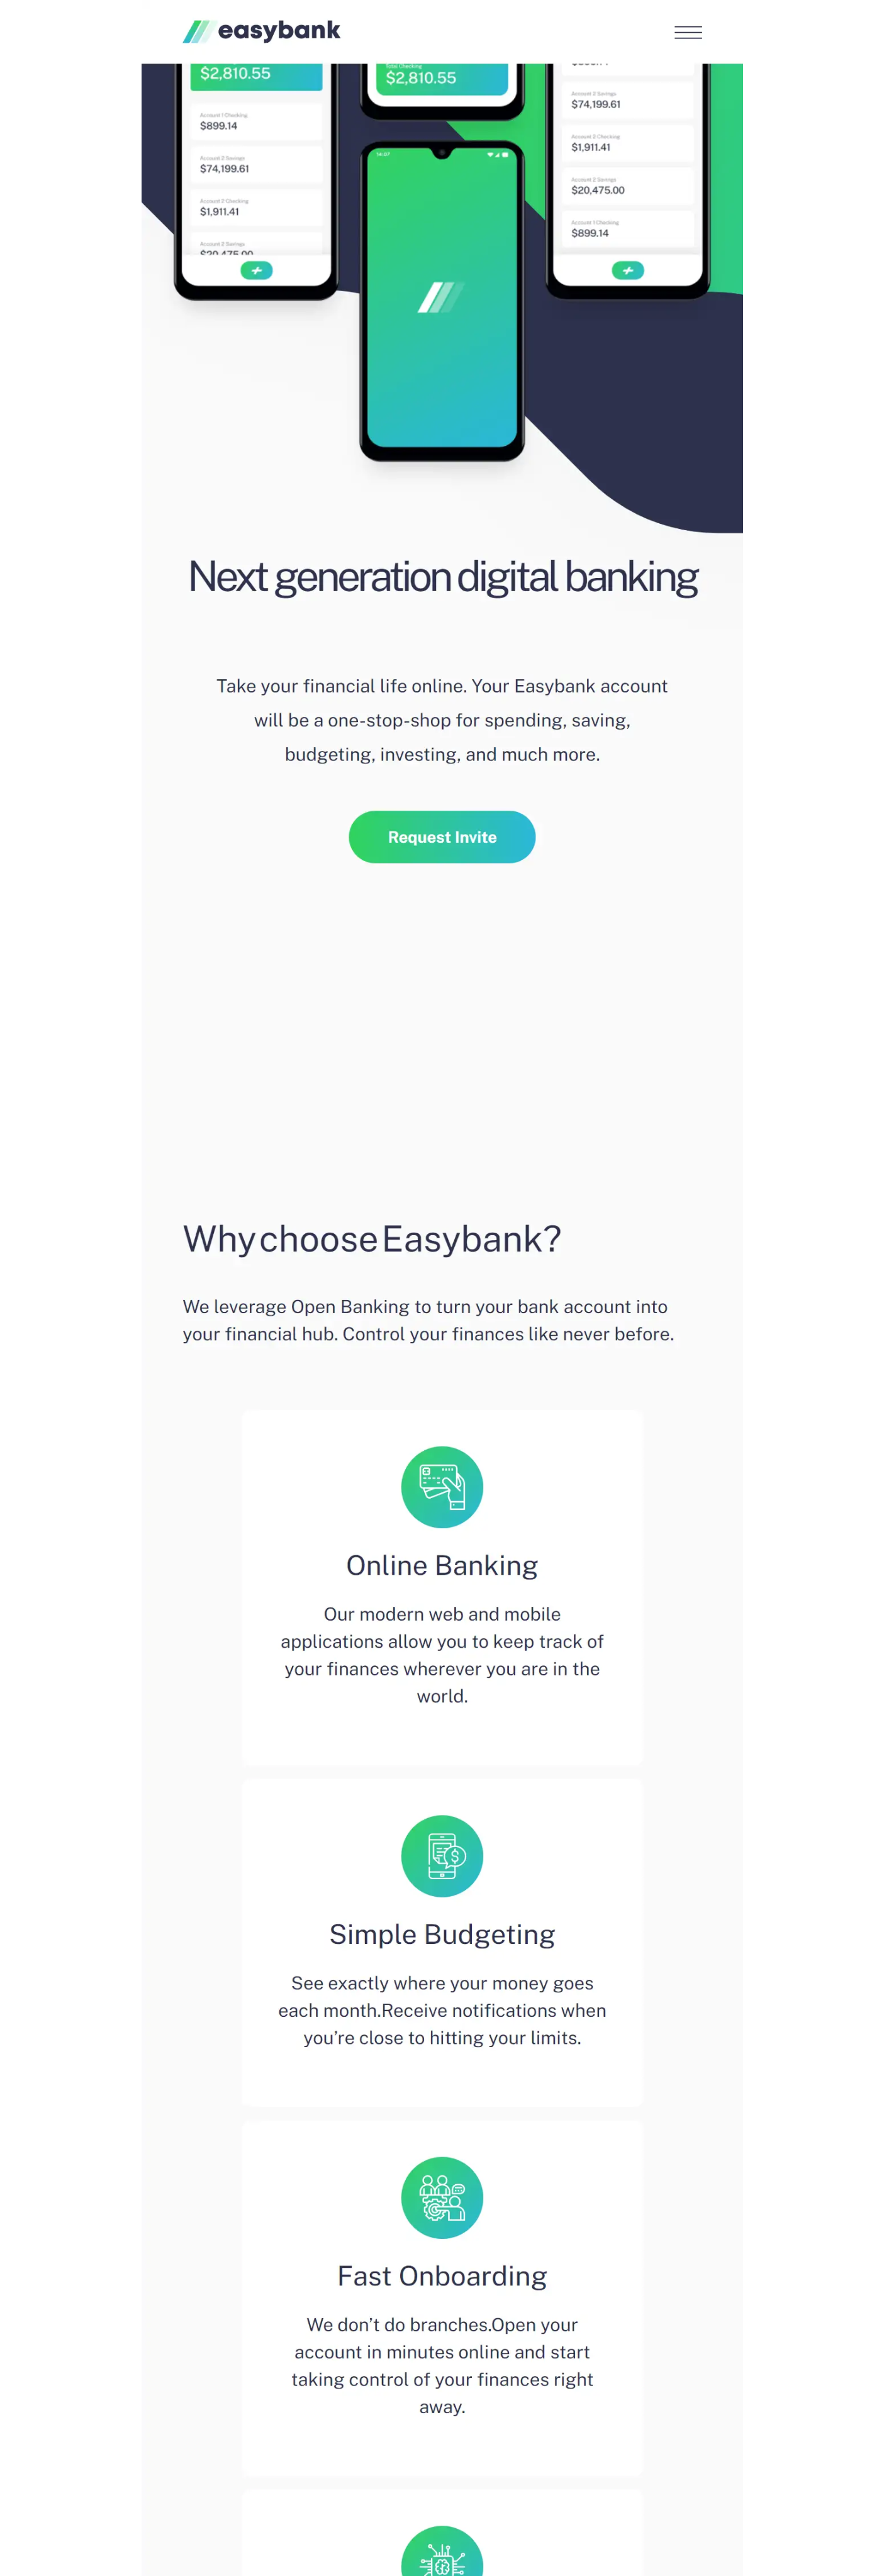 easybank
$2,810.55
Account 1 Checking
$899.14
Account 2 Savings
$74,199.61
Account 2 Checking
$1,911.41
Account 2 Savings
$20,475.00
Total Checking
$2,810.55
14:37
Account 2 Savings
$74,199.61
Account 2 Checking
$1,911.41
Account 2 Savings
$20,475.00
Account 1 Checking
$899.14
Next generation digital banking
Take your financial life online. Your Easybank account
will be a one-stop-shop for spending, saving,
budgeting, investing, and much more.
Request Invite
Why choose Easybank?
We leverage Open Banking to turn your bank account into
your financial hub. Control your finances like never before.
Online Banking
Our modern web and mobile
applications allow you to keep track of
your finances wherever you are in the
world.
Simple Budgeting
See exactly where your money goes
each month.Receive notifications when
you’re close to hitting your limits.
Fast Onboarding
We don’t do branches.Open your
account in minutes online and start
taking control of your finances right
away.